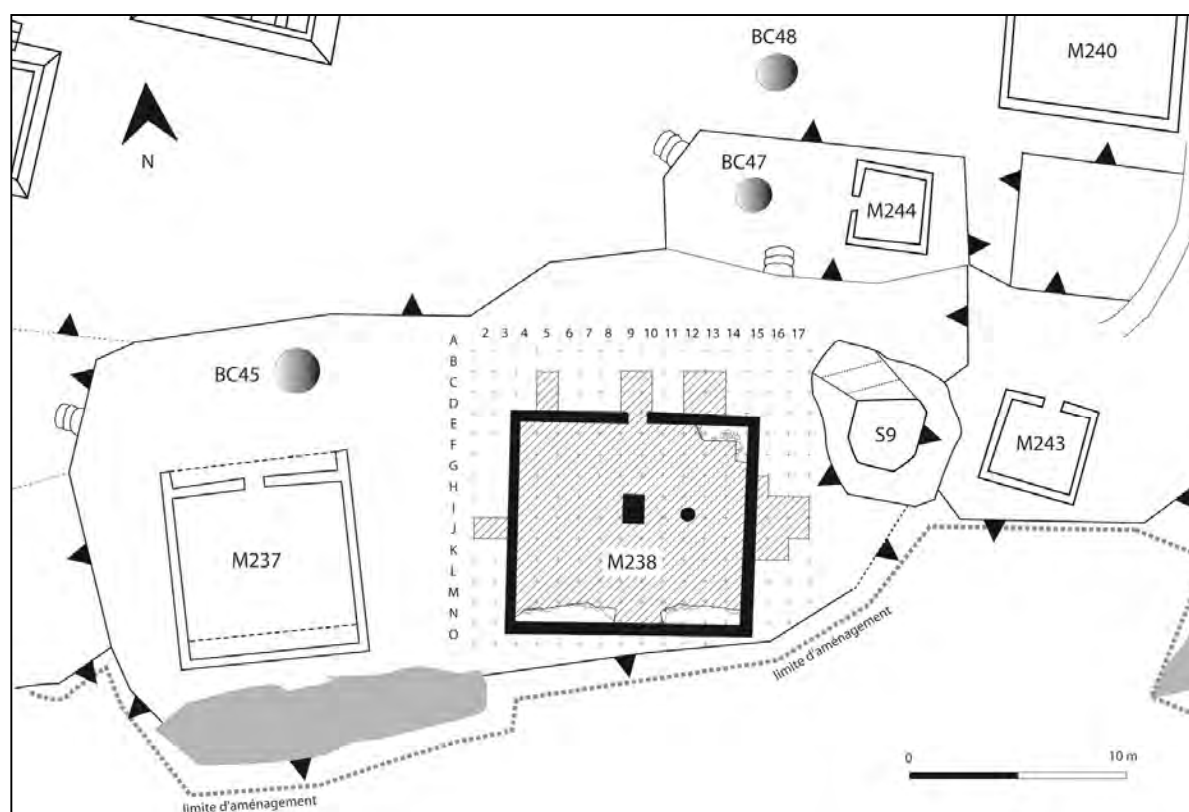 BC48
M240
N
BC47
M244
2 3 4 5 6 7 8 9 10 11 12 13 14 15 16 17
A
B
C
D
E
F
G
H
I
J
K
L
M
N
O
BC45
S9
M243
M237
M238
limite d'aménagement
limite d'aménagement
0 10 m